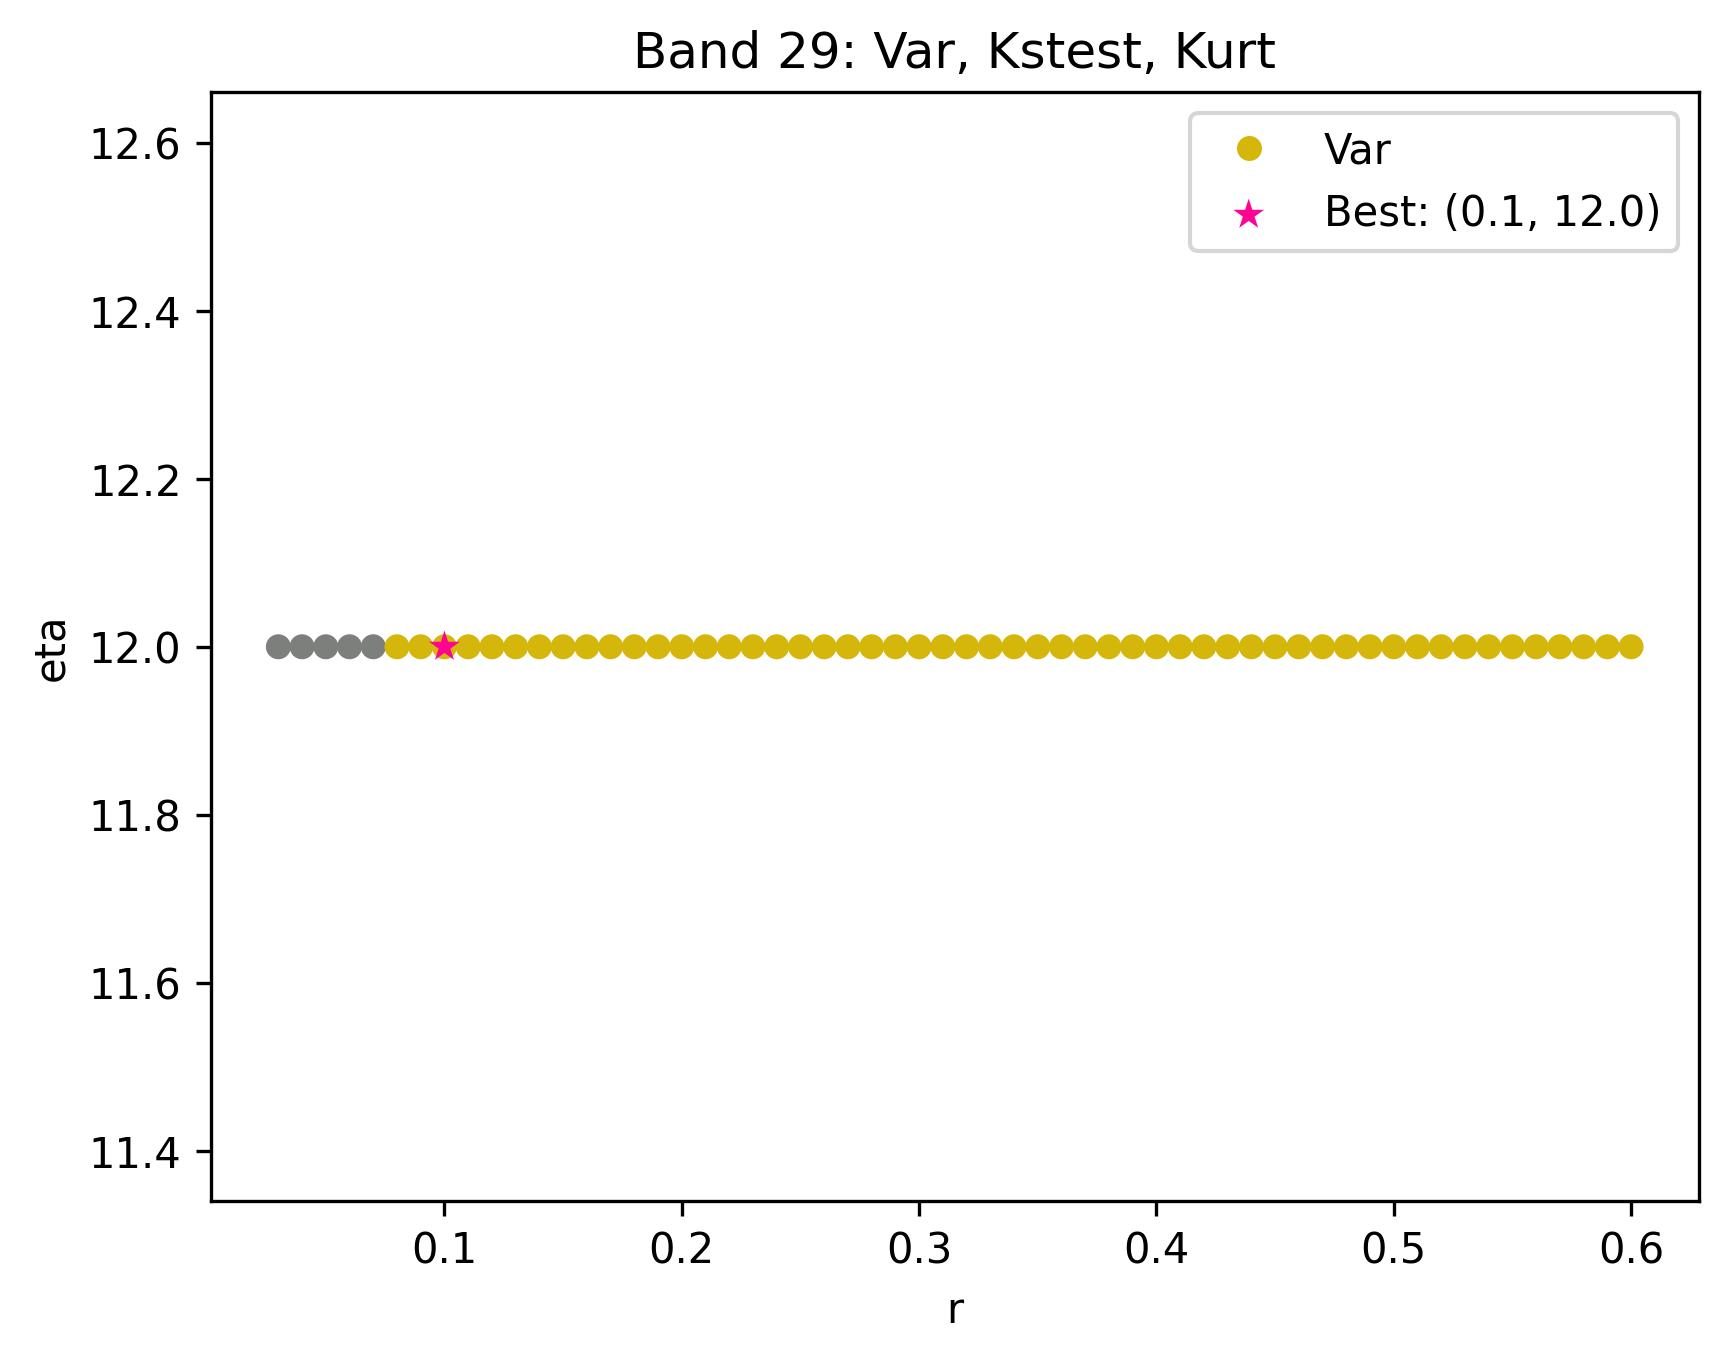 Band 29: Var, Kstest, Kurt
Var
Best: (0.1, 12.0)
12.6
12.4
12.2
12.0
11.8
11.6
11.4
eta
0.1 0.2 0.3 0.4 0.5 0.6
r